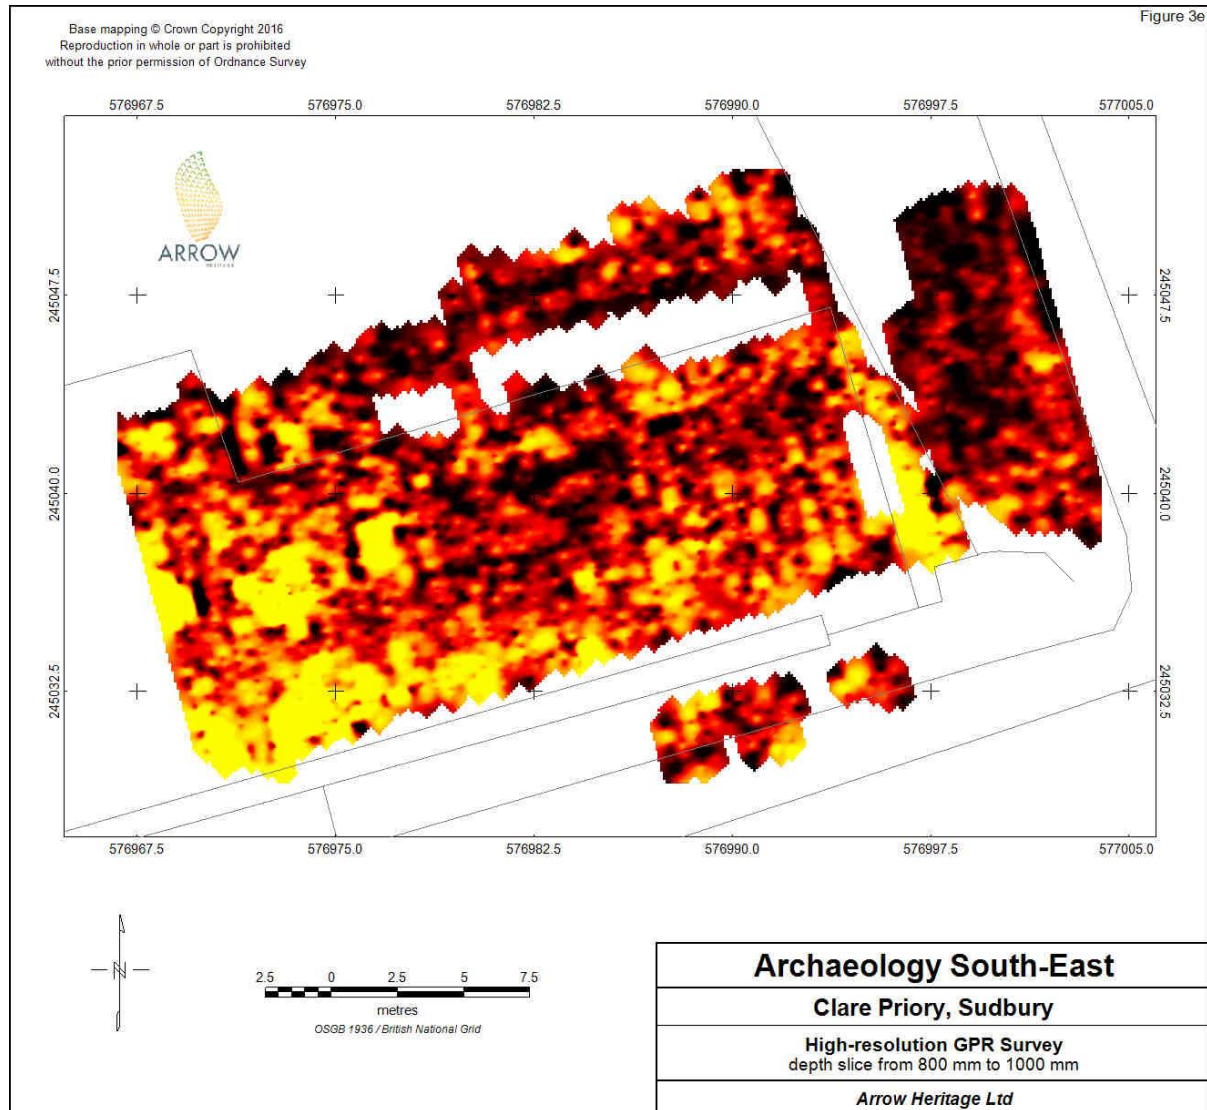 Figure 3e
Base mapping © Crown Copyright 2016
Reproduction in whole or part is prohibited
without the prior permission of Ordnance Survey
576967.5 576975.0 576982.5 576990.0 576997.5 577005.0
ARROW
HERITAGE
245047.5 245047.5
245040.0 245040.0
245032.5 245032.5
576967.5 576975.0 576982.5 576990.0 576997.5 577005.0
N
2.5 0 2.5 5 7.5
metres
OSGB 1936 / British National Grid
Archaeology South-East
Clare Priory, Sudbury
High-resolution GPR Survey
depth slice from 800 mm to 1000 mm
Arrow Heritage Ltd